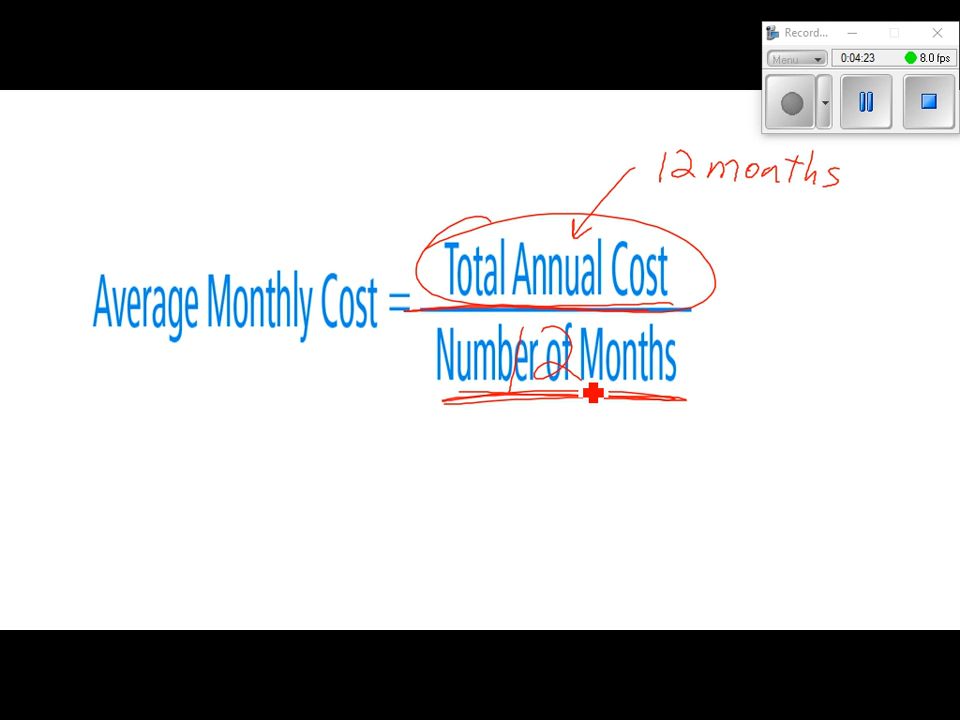 Record...
Menu
0:04:23
8.0 fps
12 months
Total Annual Cost
Average Monthly Cost =
Number of Months
12